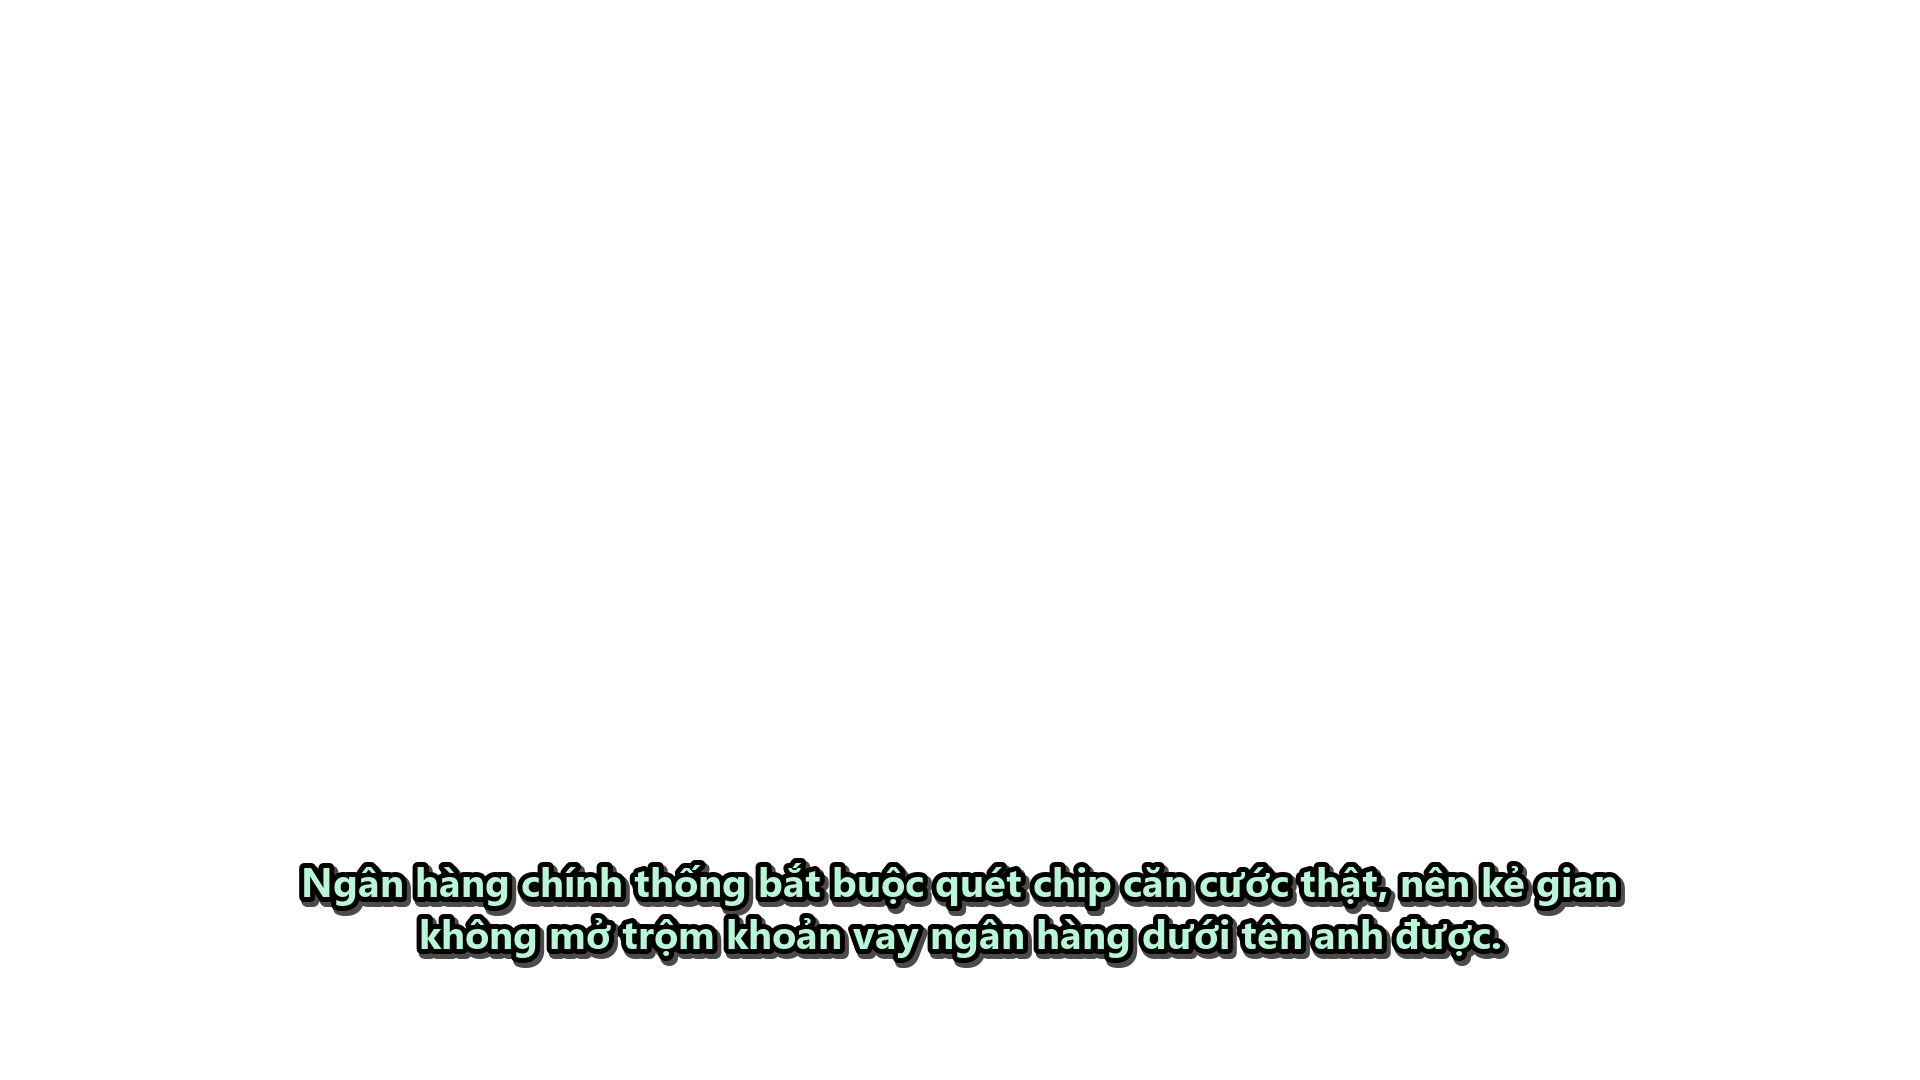 Ngân hàng chính thống bắt buộc quét chip căn cước thật, nên kẻ gian
không mở trộm khoản vay ngân hàng dưới tên anh được.